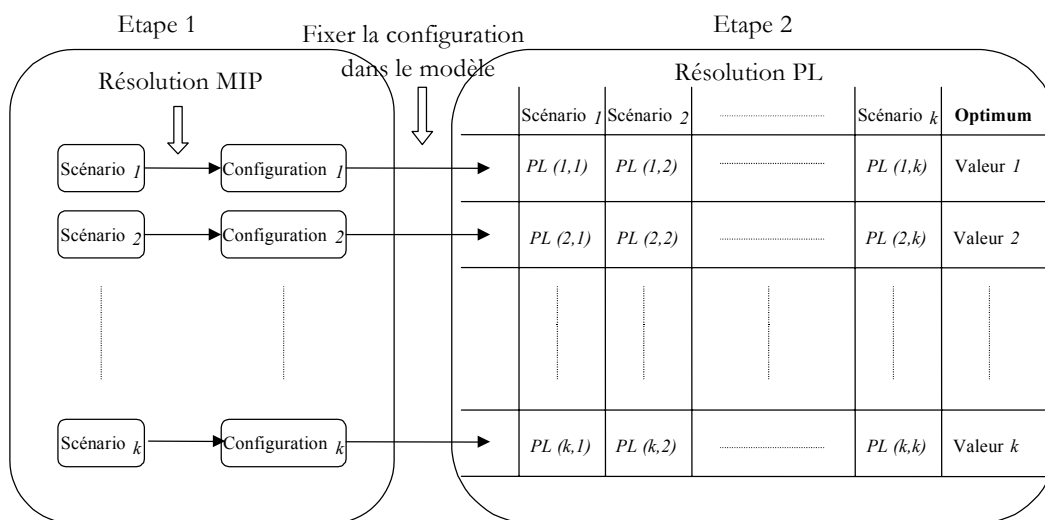 Etape 1
Fixer la configuration
dans le modèle
Etape 2
Résolution MIP
Résolution PL
Scénario 1 Scénario 2 Scénario k Optimum
Scénario 1 Configuration 1 PL (1,1) PL (1,2) PL (1,k) Valeur 1
Scénario 2 Configuration 2 PL (2,1) PL (2,2) PL (2,k) Valeur 2
Scénario k Configuration k PL (k,1) PL (k,2) PL (k,k) Valeur k